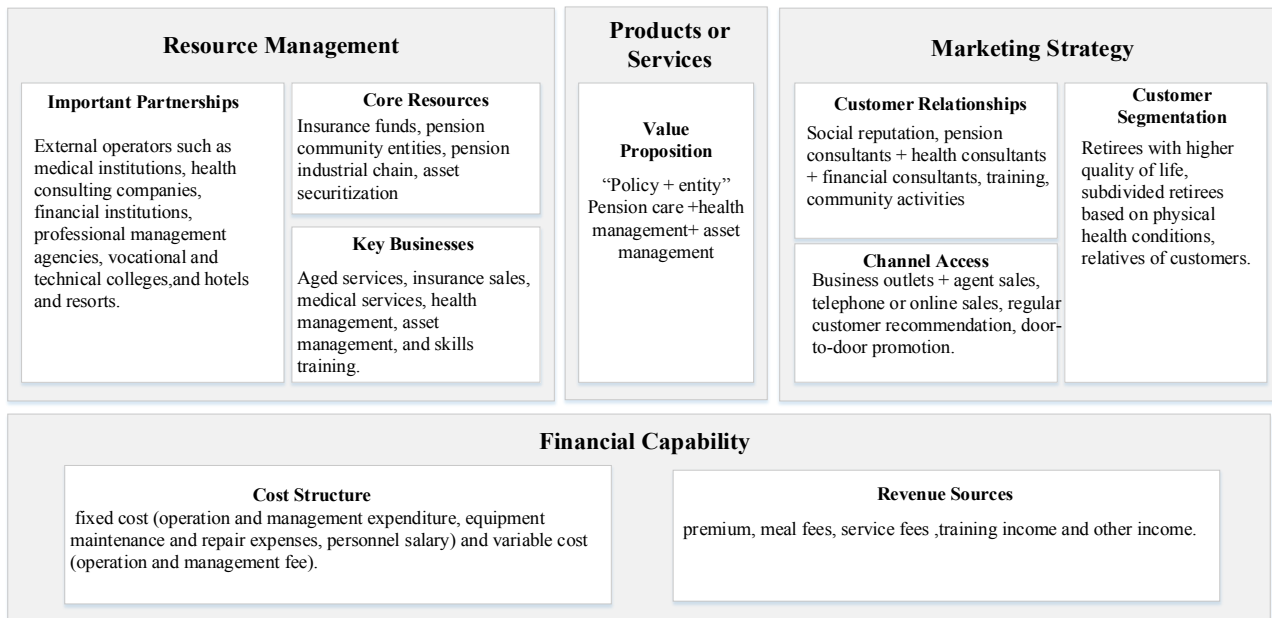 Resource Management
Important Partnerships
External operators such as
medical institutions, health
consulting companies,
financial institutions,
professional management
agencies, vocational and
technical colleges,and hotels
and resorts.
Core Resources
Insurance funds, pension
community entities, pension
industrial chain, asset
securitization
Key Businesses
Aged services, insurance sales,
medical services, health
management, asset
management, and skills
training.
Products or
Services
Value
Proposition
“Policy + entity”
Pension care +health
management+ asset
management
Marketing Strategy
Customer Relationships
Social reputation, pension
consultants + health consultants
+ financial consultants, training,
community activities
Channel Access
Business outlets + agent sales,
telephone or online sales, regular
customer recommendation, door-
to-door promotion.
Customer
Segmentation
Retirees with higher
quality of life,
subdivided retirees
based on physical
health conditions,
relatives of customers.
Financial Capability
Cost Structure
fixed cost (operation and management expenditure, equipment
maintenance and repair expenses, personnel salary) and variable cost
(operation and management fee).
Revenue Sources
premium, meal fees, service fees ,training income and other income.